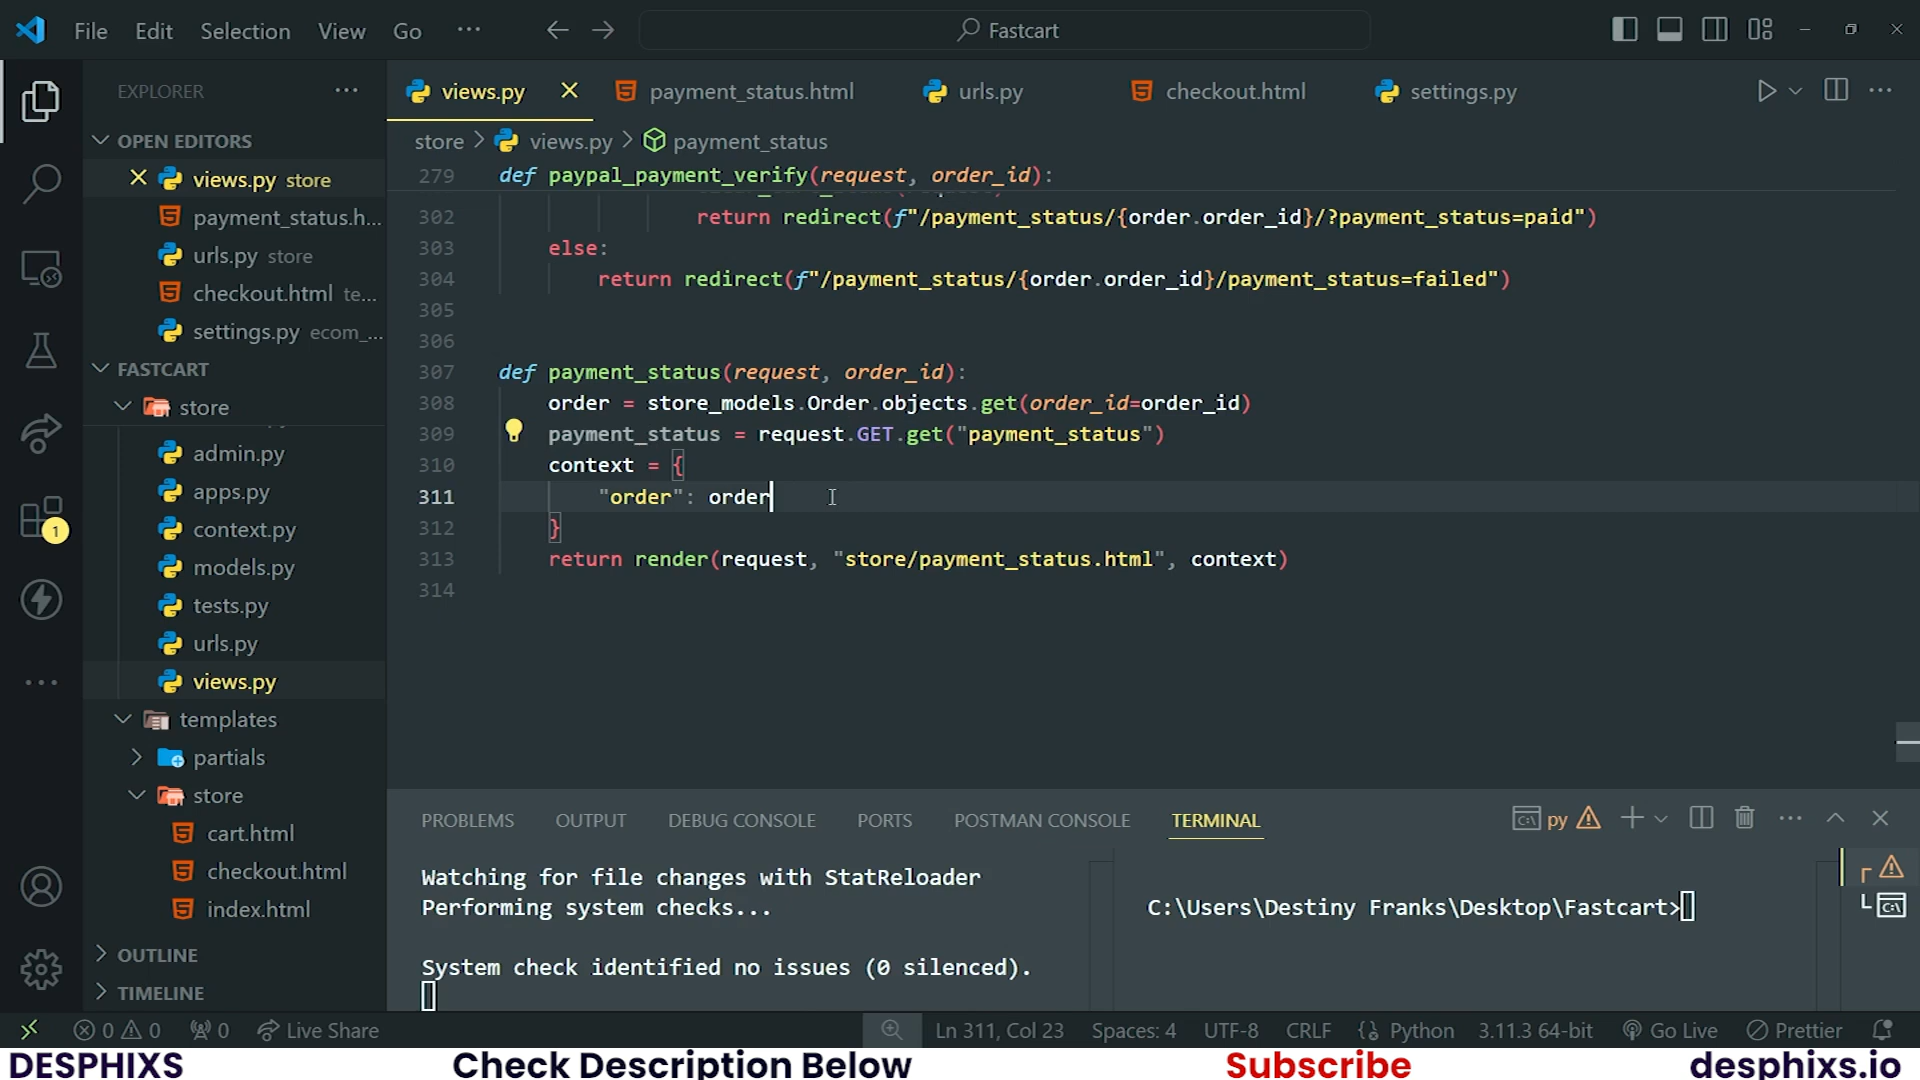 File Edit Selection View Go ··· Fastcart
EXPLORER ···
OPEN EDITORS
views.py store
payment_status.h...
urls.py store
checkout.html te...
settings.py ecom_...
FASTCART
store
admin.py
apps.py
context.py
models.py
tests.py
urls.py
views.py
templates
partials
store
cart.html
checkout.html
index.html
OUTLINE
TIMELINE
1
views.py payment_status.html urls.py checkout.html settings.py
store > views.py > payment_status
279 def paypal_payment_verify(request, order_id):
302 return redirect(f"/payment_status/{order.order_id}/?payment_status=paid")
303 else:
304 return redirect(f"/payment_status/{order.order_id}/payment_status=failed")
305
306
307 def payment_status(request, order_id):
308 order = store_models.Order.objects.get(order_id=order_id)
309 payment_status = request.GET.get("payment_status")
310 context = {
311 "order": order
312 }
313 return render(request, "store/payment_status.html", context)
314
PROBLEMS OUTPUT DEBUG CONSOLE PORTS POSTMAN CONSOLE TERMINAL py
Watching for file changes with StatReloader
Performing system checks...
System check identified no issues (0 silenced).
C:\Users\Destiny Franks\Desktop\Fastcart>
0 0 0 Live Share Ln 311, Col 23 Spaces: 4 UTF-8 CRLF Python 3.11.3 64-bit Go Live Prettier
DESPHIXS Check Description Below Subscribe desphixs.io